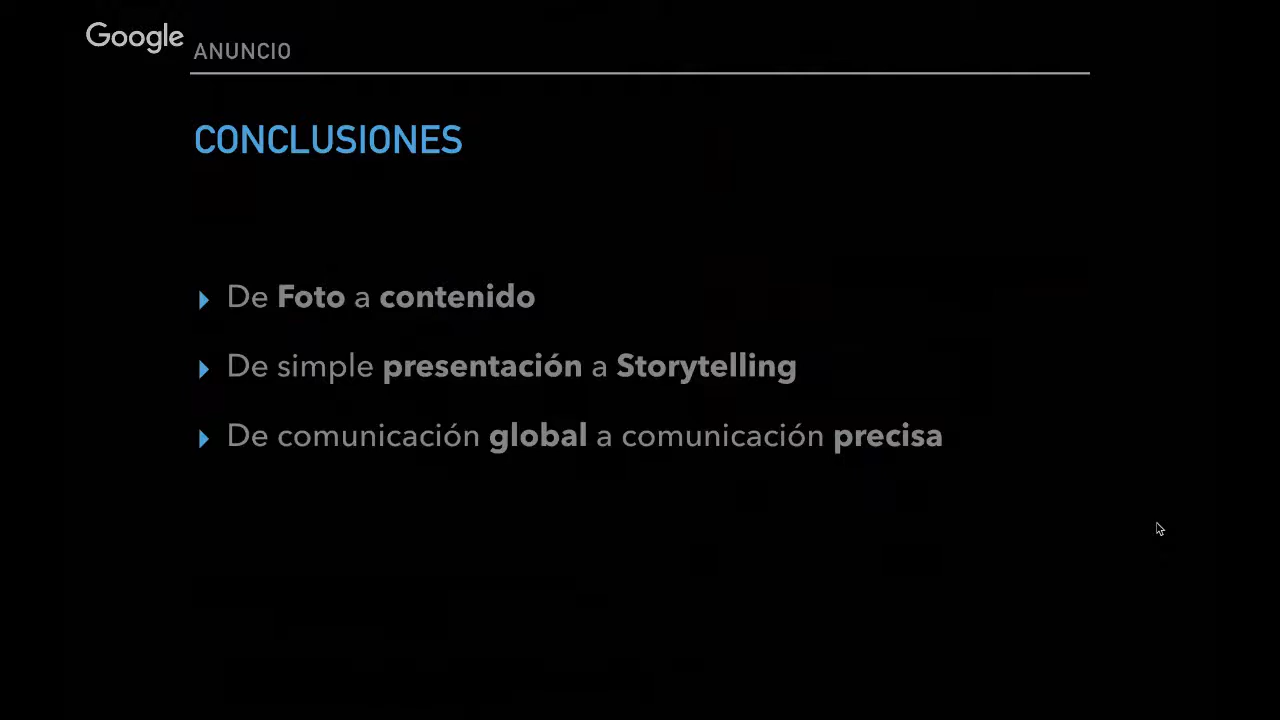 Google
ANUNCIO
CONCLUSIONES
De Foto a contenido
De simple presentación a Storytelling
De comunicación global a comunicación precisa